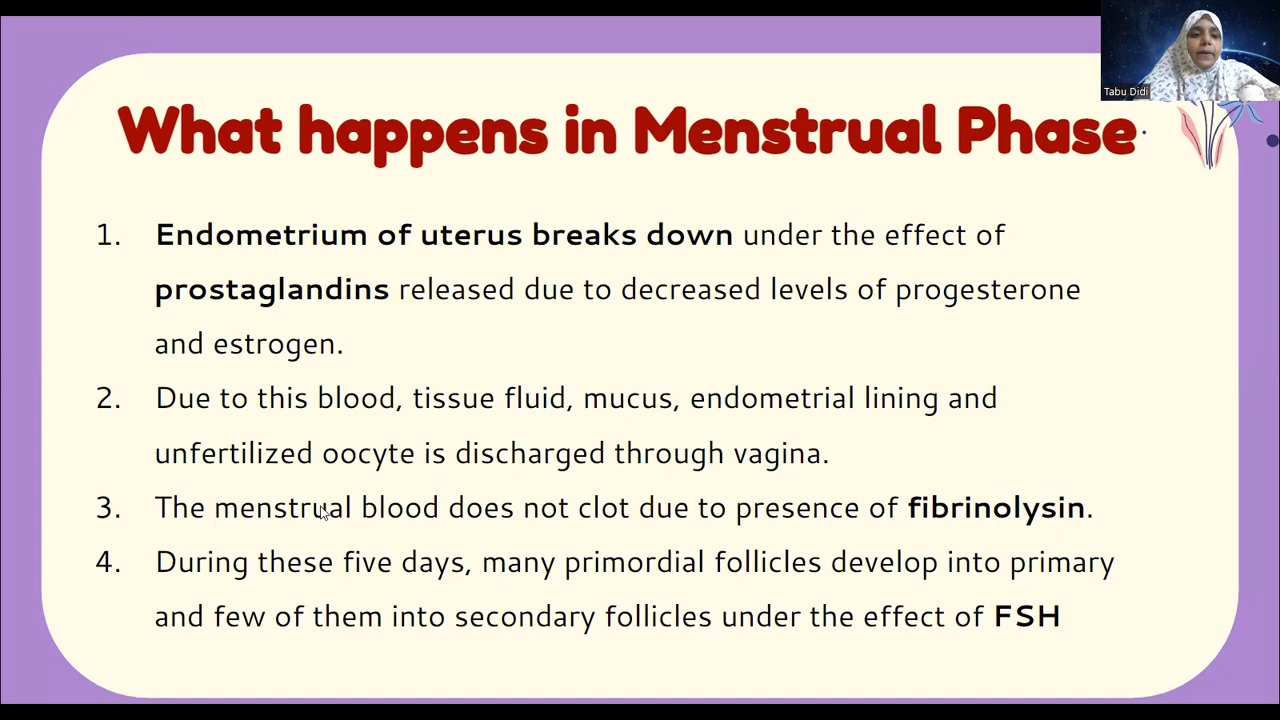 Tabu Didi
What happens in Menstrual Phase
1. Endometrium of uterus breaks down under the effect of
prostaglandins released due to decreased levels of progesterone
and estrogen.
2. Due to this blood, tissue fluid, mucus, endometrial lining and
unfertilized oocyte is discharged through vagina.
3. The menstrual blood does not clot due to presence of fibrinolysin.
4. During these five days, many primordial follicles develop into primary
and few of them into secondary follicles under the effect of FSH